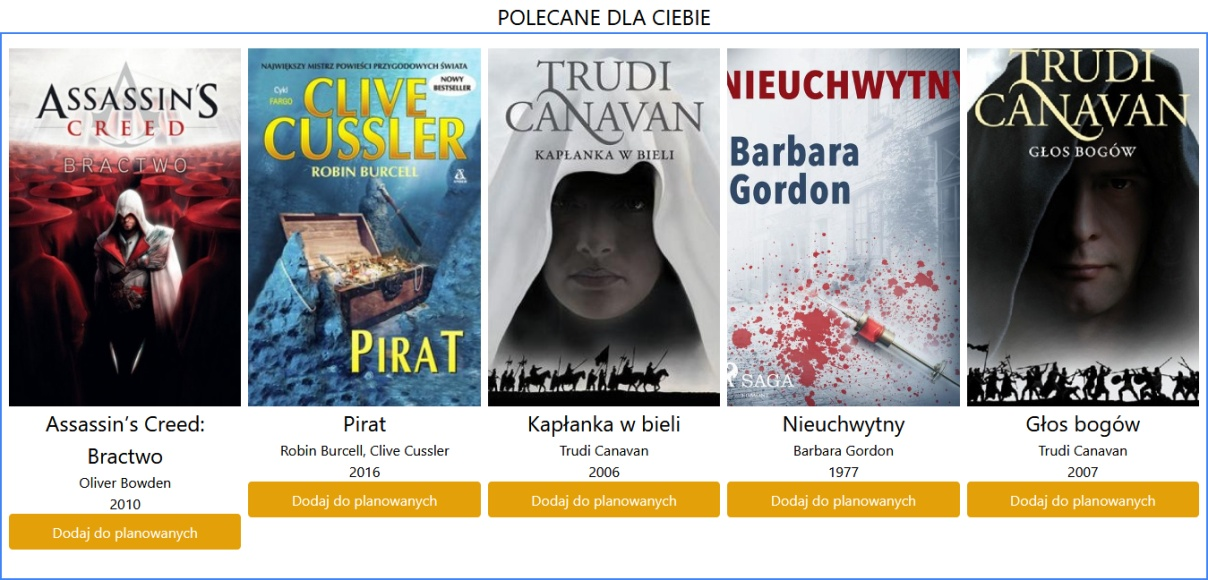 POLECANE DLA CIEBIE
ASSASSIN'S
CREED
BRACTWO
NAJWIĘKSZY MISTRZ POWIEŚCI PRZYGODOWYCH ŚWIATA
NOWY
BESTSELLER
Cykl
FARGO
CLIVE
CUSSLER
ROBIN BURCELL
PIRAT
TRUDI
CANAVAN
KAPŁANKA W BIELI
NIEUCHWYTNY
Barbara
Gordon
SAGA
TRUDI
CANAVAN
GŁOS BOGÓW
Assassin’s Creed:
Bractwo
Oliver Bowden
2010
Dodaj do planowanych
Pirat
Robin Burcell, Clive Cussler
2016
Dodaj do planowanych
Kapłanka w bieli
Trudi Canavan
2006
Dodaj do planowanych
Nieuchwytny
Barbara Gordon
1977
Dodaj do planowanych
Głos bogów
Trudi Canavan
2007
Dodaj do planowanych